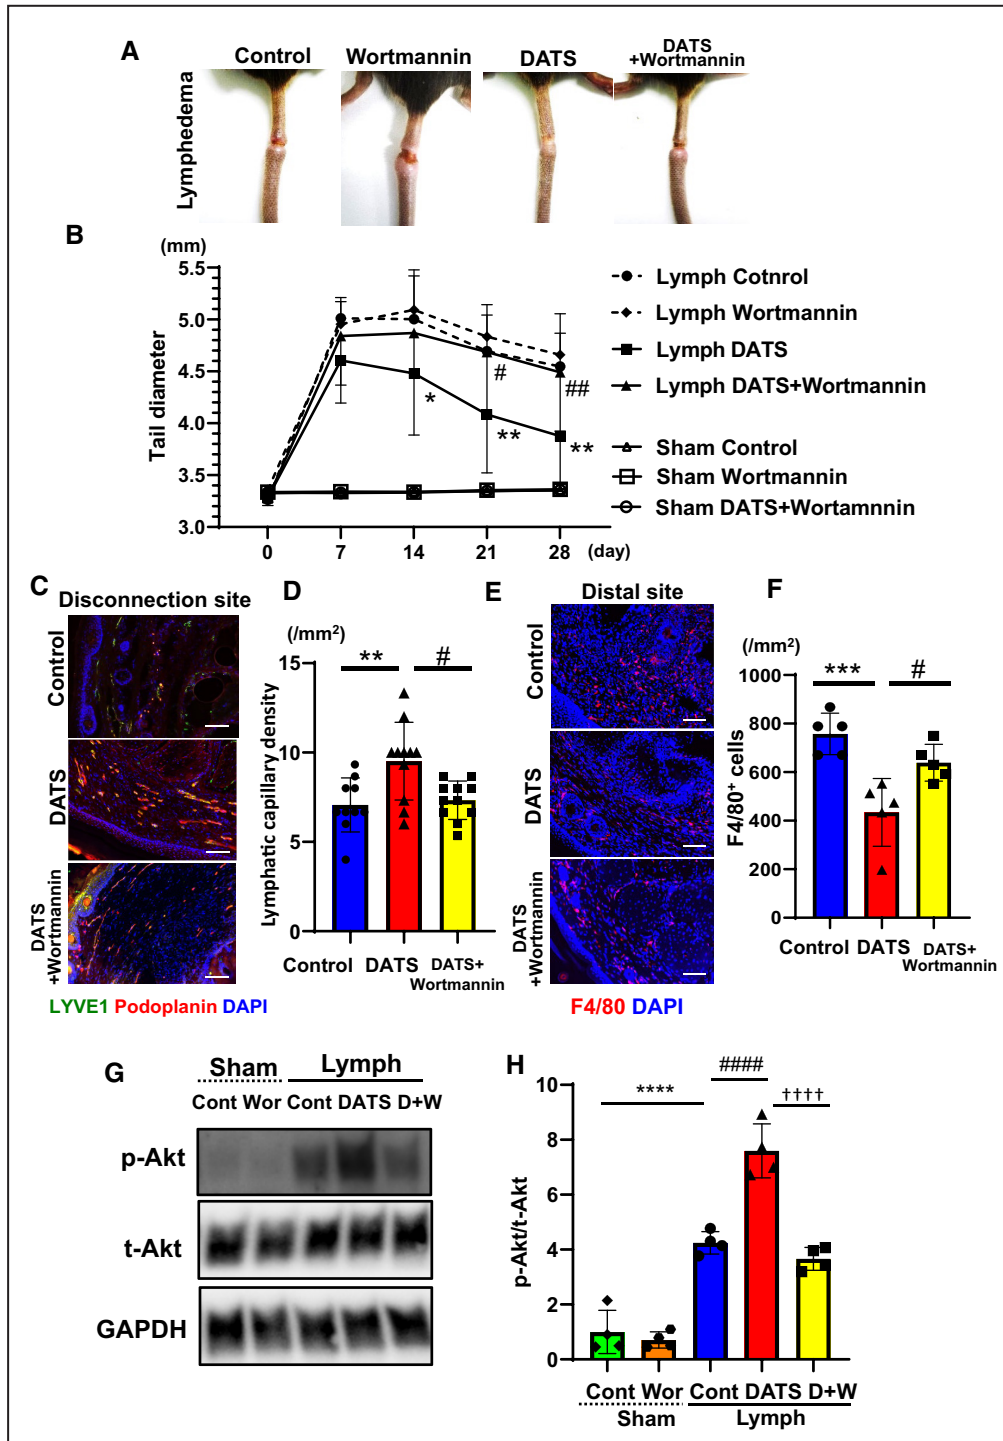 A
Control
Wortmannin
DATS
DATS
+Wortmannin
Lymphedema
B
(mm)
Tail diameter
5.5
5.0
4.5
4.0
3.5
3.0
0
7
14
21
28
(day)
*
**
**
#
##
Lymph Cotnrol
Lymph Wortmannin
Lymph DATS
Lymph DATS+Wortmannin
Sham Control
Sham Wortmannin
Sham DATS+Wortamnnin
C
Disconnection site
Control
DATS
DATS
+Wortmannin
LYVE1 Podoplanin DAPI
D
(/mm²)
Lymphatic capillary density
15
10
5
0
**
#
Control
DATS
DATS+
Wortmannin
E
Distal site
Control
DATS
DATS
+Wortmannin
F4/80 DAPI
F
(/mm²)
F4/80⁺ cells
1000
800
600
400
200
0
***
#
Control
DATS
DATS+
Wortmannin
G
Sham
Lymph
Cont Wor Cont DATS D+W
p-Akt
t-Akt
GAPDH
H
p-Akt/t-Akt
10
8
6
4
2
0
****
####
††††
Cont Wor Cont DATS D+W
Sham
Lymph